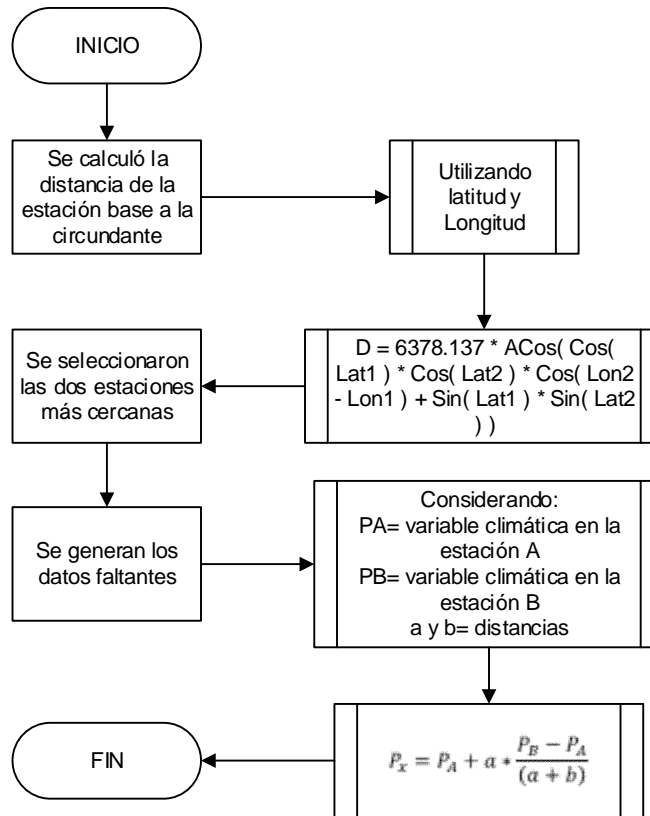 INICIO
Se calculó la
distancia de la
estación base a la
circundante
Utilizando
latitud y
Longitud
D = 6378.137 * ACos( Cos(
Lat1 ) * Cos( Lat2 ) * Cos( Lon2
- Lon1 ) + Sin( Lat1 ) * Sin( Lat2
) )
Se seleccionaron
las dos estaciones
más cercanas
Se generan los
datos faltantes
Considerando:
PA= variable climática en la
estación A
PB= variable climática en la
estación B
a y b= distancias
P_x = P_A + a * (P_B − P_A) / (a + b)
FIN